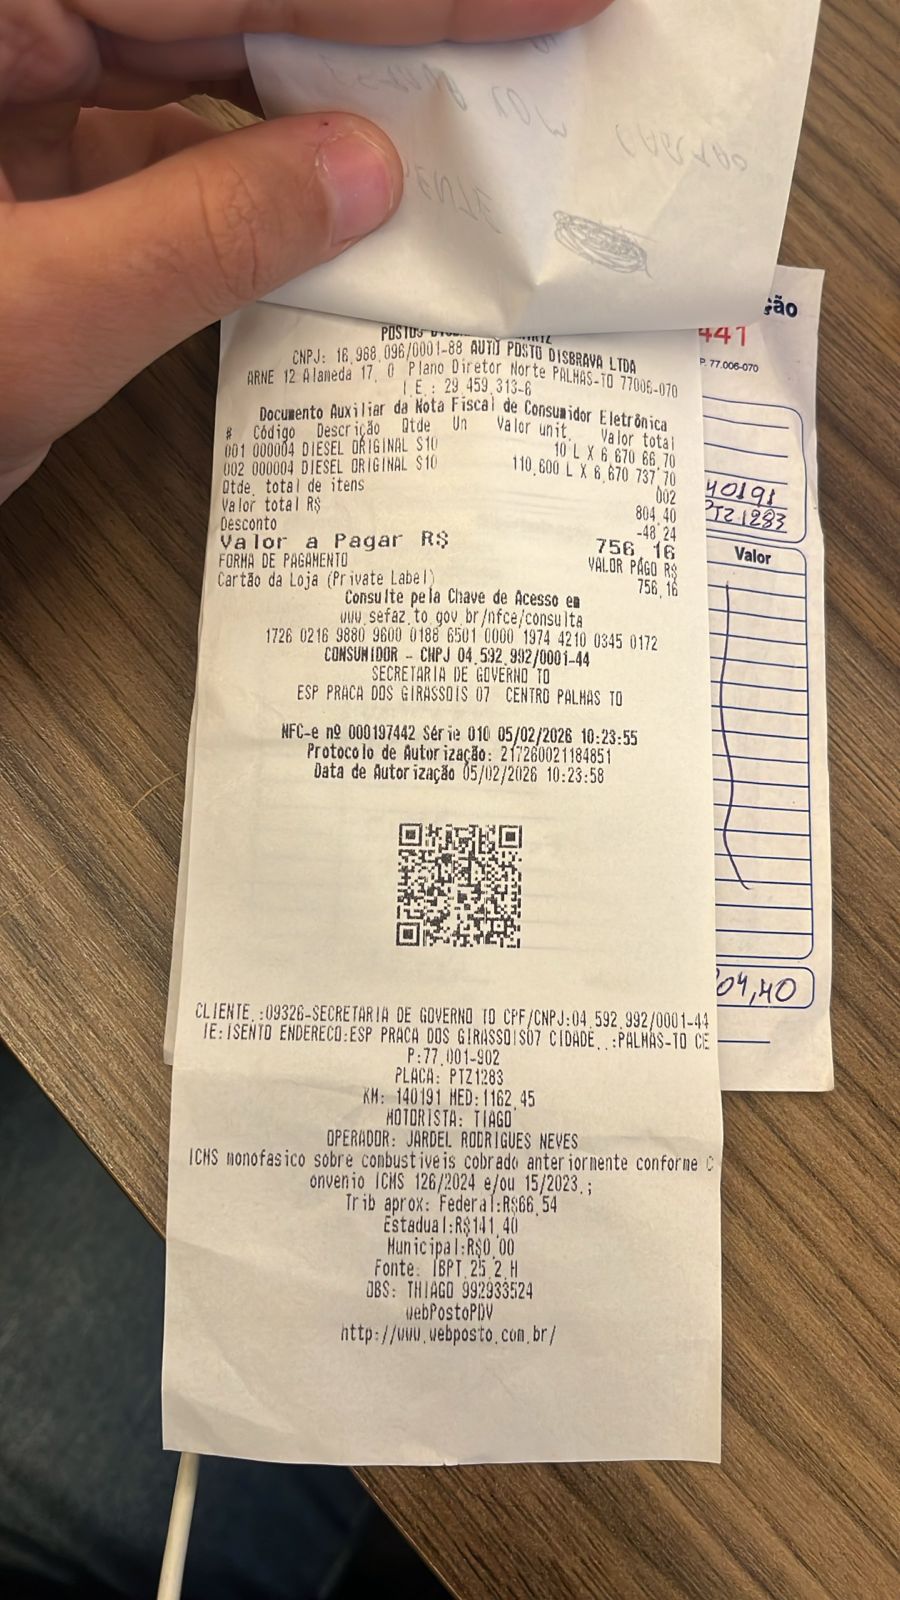 ção
441
P. 77.006-070
CNPJ: 16.968.096/0001-88 AUTO POSTO DISBRAVA LTDA
ARNE 12 Alameda 17, 0 Plano Diretor Norte PALMAS-TO 77006-070
I.E.: 29.459.313-6
Documento Auxiliar da Nota Fiscal de Consumidor Eletrônica
# Código Descrição Qtde Un Valor unit. Valor total
001 000004 DIESEL ORIGINAL S10 10 L X 6,670 66,70
002 000004 DIESEL ORIGINAL S10 110,600 L X 6,670 737,70
Qtde. total de itens 002
Valor total R$ 804,40
Desconto -48,24
Valor a Pagar R$ 756,16
FORMA DE PAGAMENTO VALOR PAGO R$
Cartão da Loja (Private Label) 756,16
Consulte pela Chave de Acesso em
www.sefaz.to.gov.br/nfce/consulta
1726 0216 9880 9600 0188 6501 0000 1974 4210 0345 0172
CONSUMIDOR - CNPJ 04.592.992/0001-44
SECRETARIA DE GOVERNO TO
ESP PRACA DOS GIRASSOIS 07 CENTRO PALMAS TO
NFC-e nº 000197442 Série 010 05/02/2026 10:23:55
Protocolo de Autorização: 217260021184851
Data de Autorização 05/02/2026 10:23:58
40191
PTZ1283
Valor
04,40
CLIENTE.:09326-SECRETARIA DE GOVERNO TO CPF/CNPJ:04.592.992/0001-44
IE:ISENTO ENDERECO:ESP PRACA DOS GIRASSOIS07 CIDADE..:PALMAS-TO CE
P:77.001-902
PLACA: PTZ1283
KM: 140191 MED:1162,45
MOTORISTA: TIAGO
OPERADOR: JARDEL RODRIGUES NEVES
ICMS monofasico sobre combustiveis cobrado anteriormente conforme C
onvenio ICMS 126/2024 e/ou 15/2023.;
Trib aprox: Federal:R$66,54
Estadual:R$141,40
Municipal:R$0,00
Fonte: IBPT 25.2.H
OBS: THIAGO 992933524
webPostoPDV
http://www.webposto.com.br/